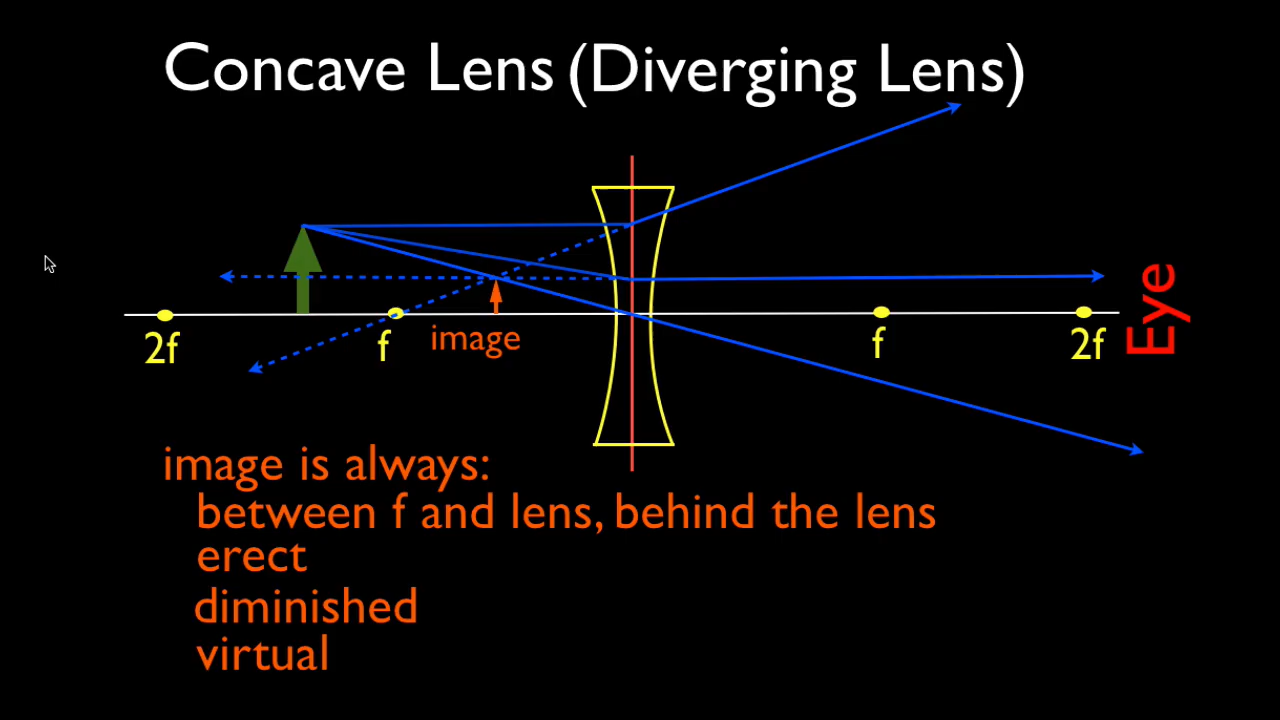 Concave Lens (Diverging Lens)
2f
f
image
f
2f
Eye
image is always:
between f and lens, behind the lens
erect
diminished
virtual